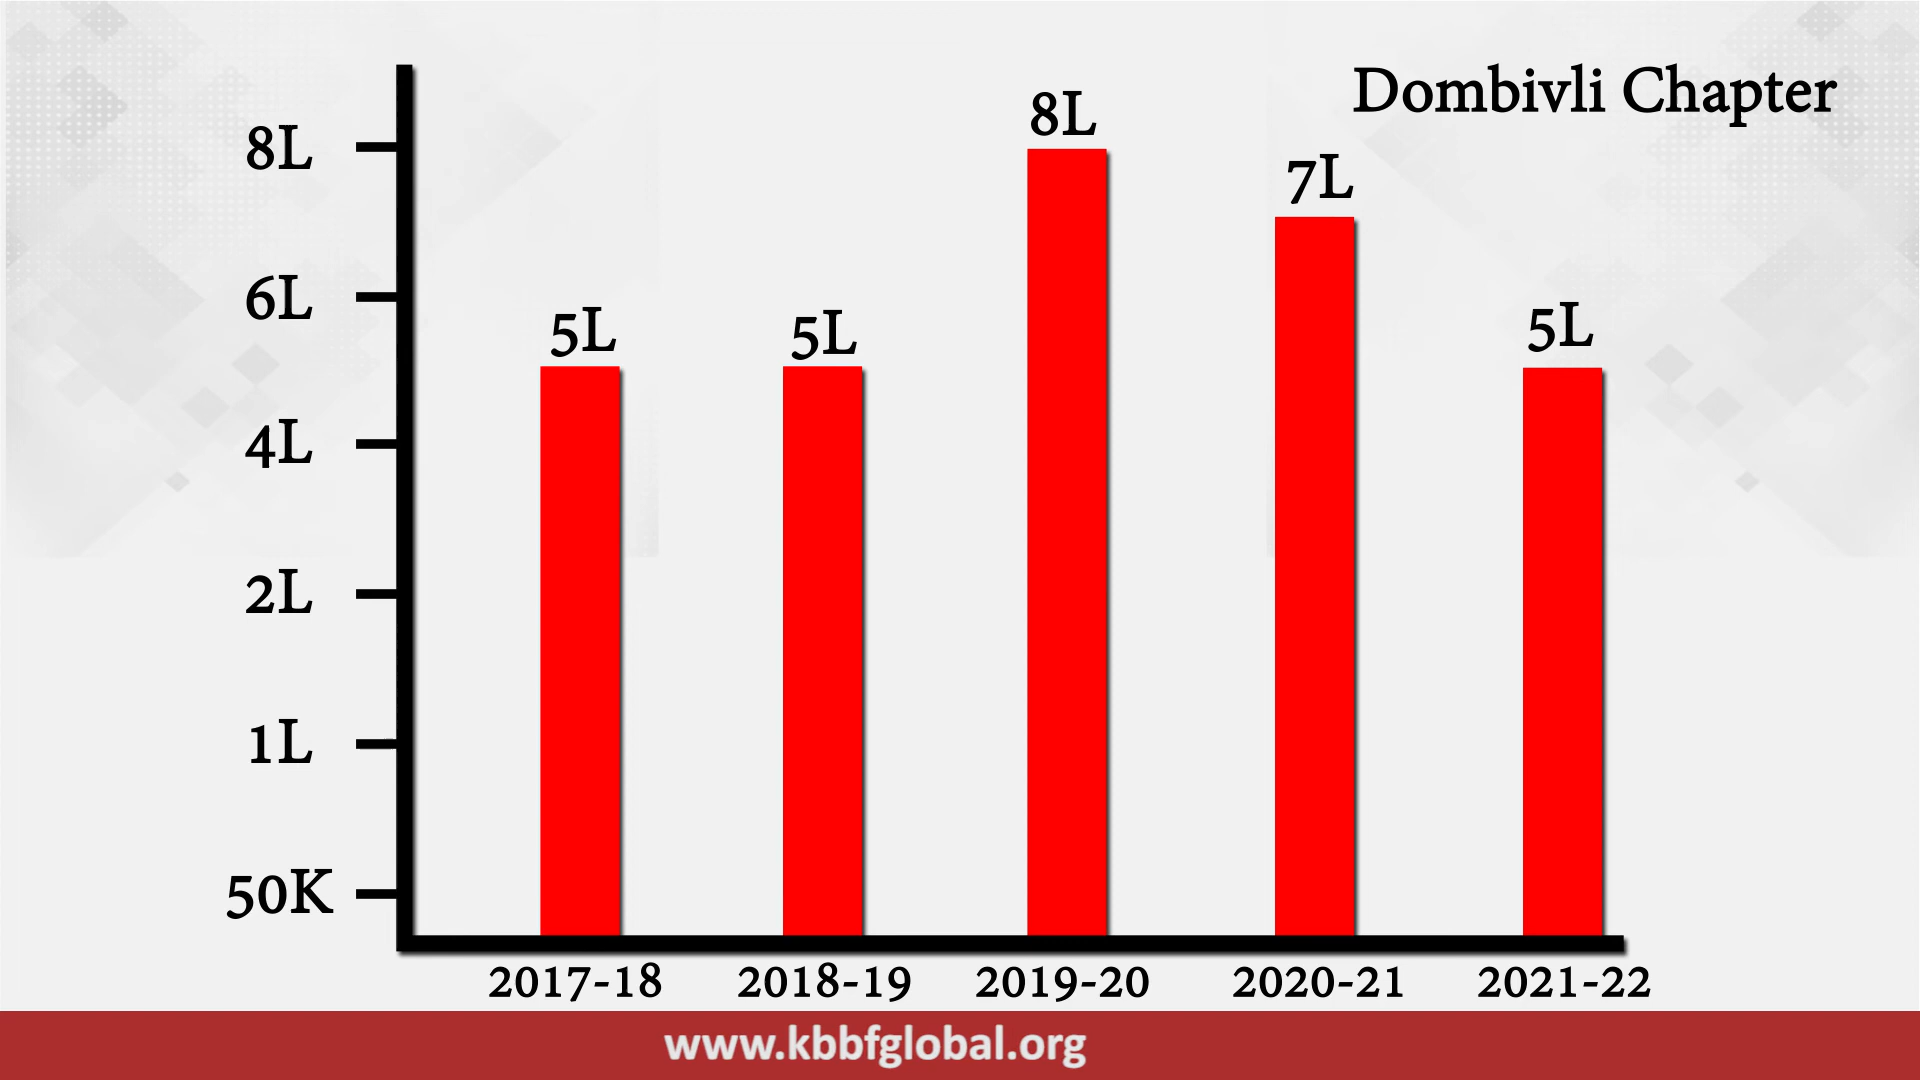 Dombivli Chapter
8L
6L
4L
2L
1L
50K
5L
5L
8L
7L
5L
2017-18
2018-19
2019-20
2020-21
2021-22
www.kbbfglobal.org